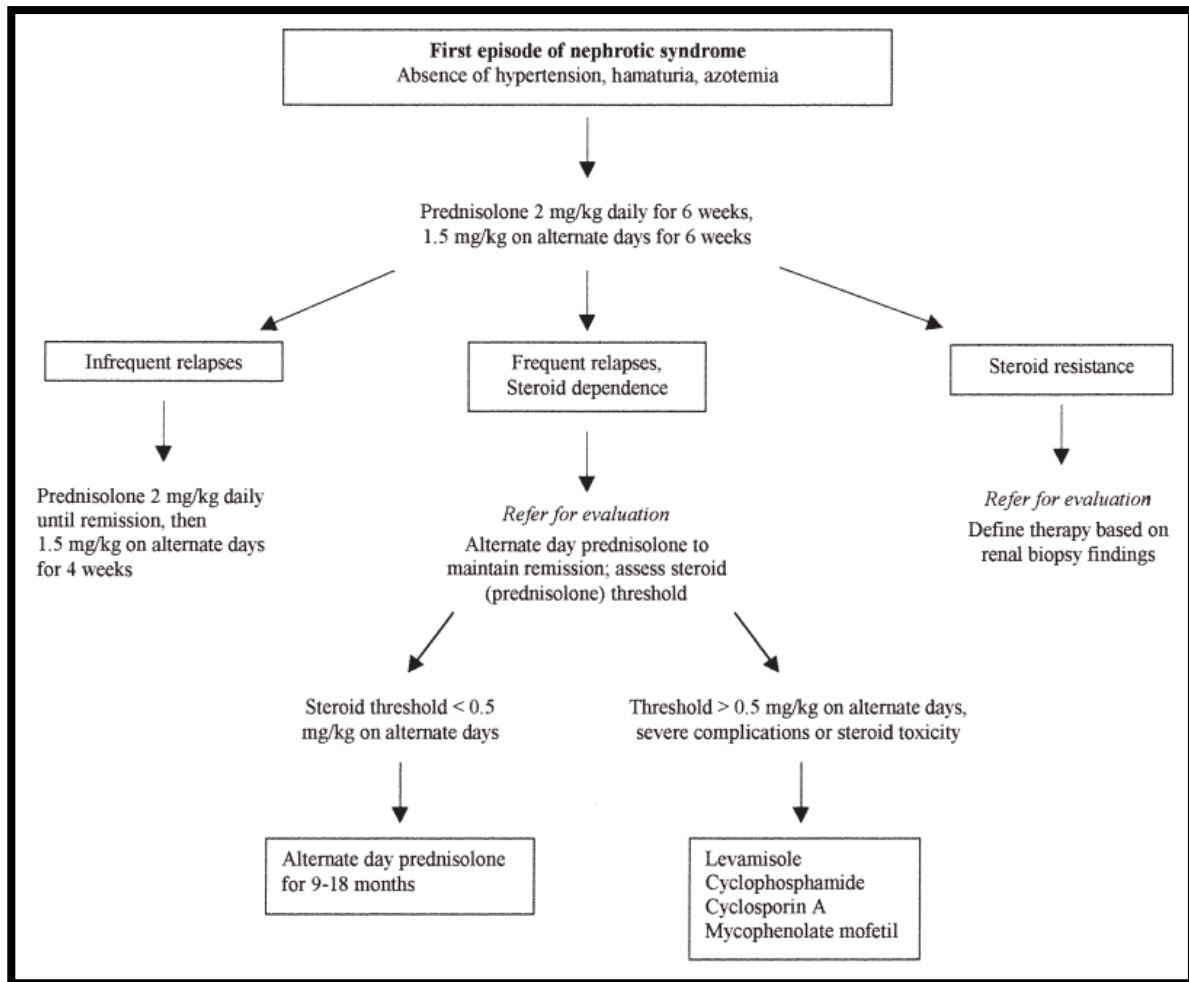 First episode of nephrotic syndrome
Absence of hypertension, hamaturia, azotemia
Prednisolone 2 mg/kg daily for 6 weeks,
1.5 mg/kg on alternate days for 6 weeks
Infrequent relapses
Frequent relapses,
Steroid dependence
Steroid resistance
Prednisolone 2 mg/kg daily
until remission, then
1.5 mg/kg on alternate days
for 4 weeks
Refer for evaluation
Alternate day prednisolone to
maintain remission; assess steroid
(prednisolone) threshold
Refer for evaluation
Define therapy based on
renal biopsy findings
Steroid threshold < 0.5
mg/kg on alternate days
Threshold > 0.5 mg/kg on alternate days,
severe complications or steroid toxicity
Alternate day prednisolone
for 9-18 months
Levamisole
Cyclophosphamide
Cyclosporin A
Mycophenolate mofetil